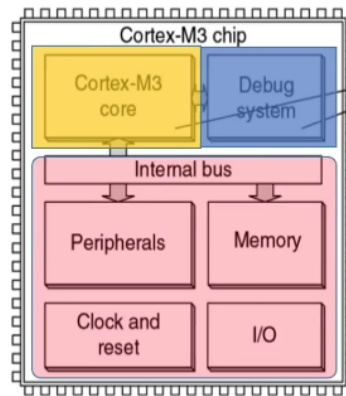 Cortex-M3 chip
Cortex-M3
core
Debug
system
Internal bus
Peripherals
Memory
Clock and
reset
I/O